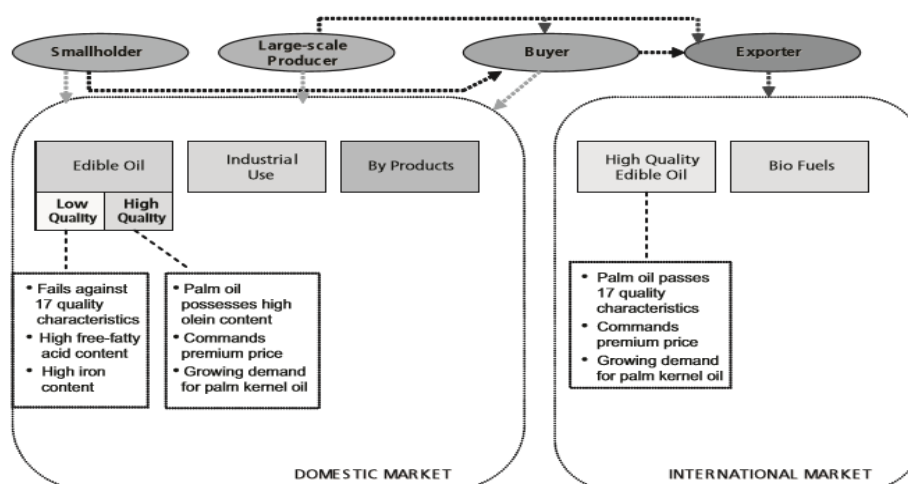 Smallholder
Large-scale
Producer
Buyer
Exporter
Edible Oil
Low
Quality
High
Quality
Industrial
Use
By Products
High Quality
Edible Oil
Bio Fuels
• Fails against
17 quality
characteristics
• High free-fatty
acid content
• High iron
content
• Palm oil
possesses high
olein content
• Commands
premium price
• Growing demand
for palm kernel oil
• Palm oil passes
17 quality
characteristics
• Commands
premium price
• Growing demand
for palm kernel oil
DOMESTIC MARKET
INTERNATIONAL MARKET